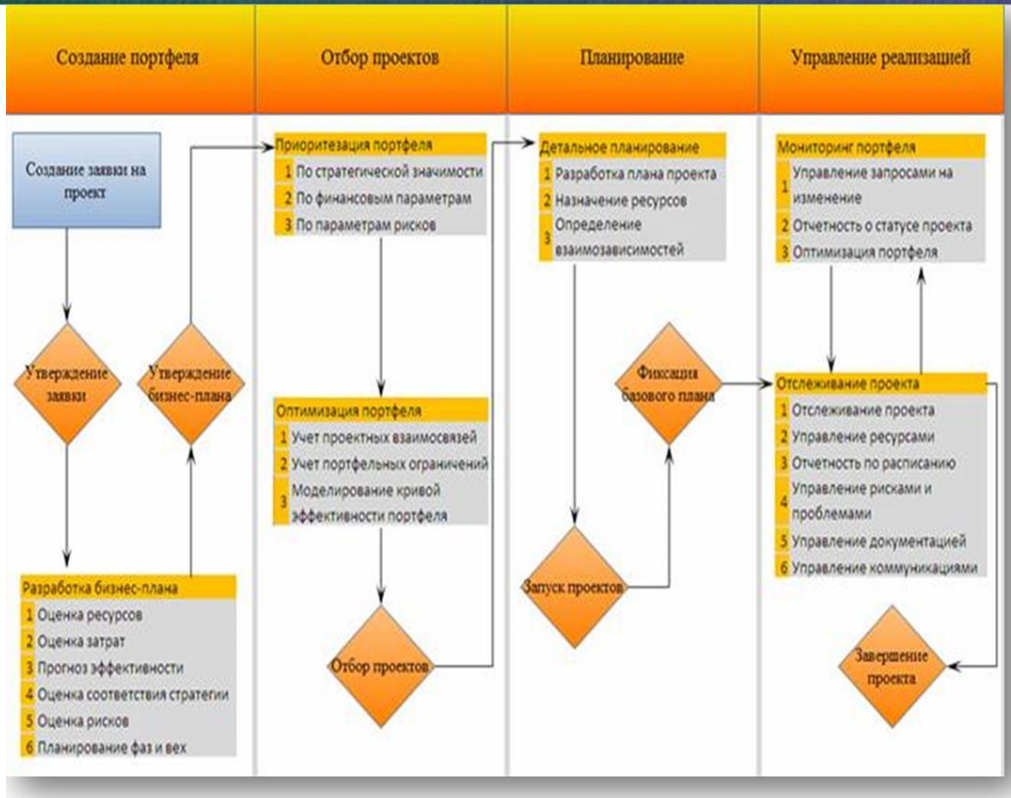 Создание портфеля
Отбор проектов
Планирование
Управление реализацией
Создание заявки на
проект
Утверждение
заявки
Разработка бизнес-плана
1 Оценка ресурсов
2 Оценка затрат
3 Прогноз эффективности
4 Оценка соответствия стратегии
5 Оценка рисков
6 Планирование фаз и вех
Утверждение
бизнес-плана
Приоритезация портфеля
1 По стратегической значимости
2 По финансовым параметрам
3 По параметрам рисков
Оптимизация портфеля
1 Учет проектных взаимосвязей
2 Учет портфельных ограничений
3 Моделирование кривой
эффективности портфеля
Отбор проектов
Детальное планирование
1 Разработка плана проекта
2 Назначение ресурсов
3 Определение
взаимозависимостей
Запуск проектов
Фиксация
базового плана
Мониторинг портфеля
1 Управление запросами на
изменение
2 Отчетность о статусе проекта
3 Оптимизация портфеля
Отслеживание проекта
1 Отслеживание проекта
2 Управление ресурсами
3 Отчетность по расписанию
4 Управление рисками и
проблемами
5 Управление документацией
6 Управление коммуникациями
Завершение
проекта